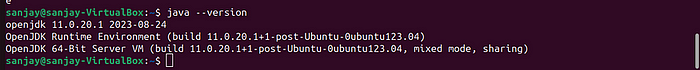 e
sanjay@sanjay-VirtualBox:~$ java --version
openjdk 11.0.20.1 2023-08-24
OpenJDK Runtime Environment (build 11.0.20.1+1-post-Ubuntu-0ubuntu123.04)
OpenJDK 64-Bit Server VM (build 11.0.20.1+1-post-Ubuntu-0ubuntu123.04, mixed mode, sharing)
sanjay@sanjay-VirtualBox:~$